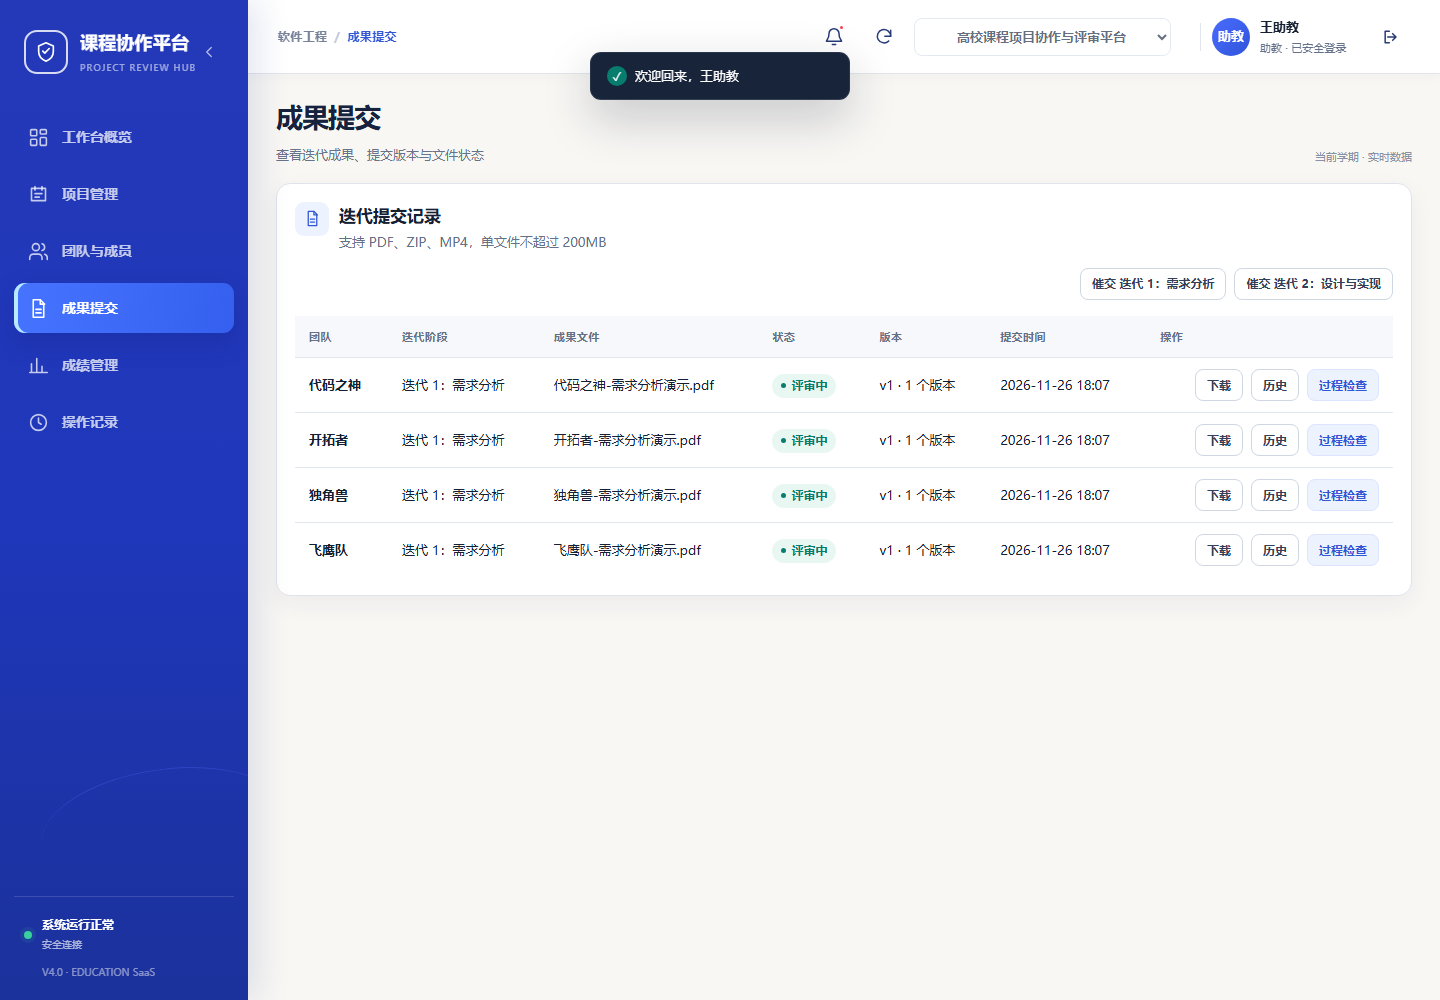 课程协作平台
PROJECT REVIEW HUB
工作台概览
项目管理
团队与成员
成果提交
成绩管理
操作记录
系统运行正常
安全连接
V4.0 · EDUCATION SaaS
软件工程 / 成果提交
高校课程项目协作与评审平台
助教
王助教
助教 · 已安全登录
欢迎回来，王助教
成果提交
查看迭代成果、提交版本与文件状态
当前学期 · 实时数据
迭代提交记录
支持 PDF、ZIP、MP4，单文件不超过 200MB
催交 迭代 1：需求分析 催交 迭代 2：设计与实现
团队 迭代阶段 成果文件 状态 版本 提交时间 操作
代码之神 迭代 1：需求分析 代码之神-需求分析演示.pdf 评审中 v1 · 1 个版本 2026-11-26 18:07 下载 历史 过程检查
开拓者 迭代 1：需求分析 开拓者-需求分析演示.pdf 评审中 v1 · 1 个版本 2026-11-26 18:07 下载 历史 过程检查
独角兽 迭代 1：需求分析 独角兽-需求分析演示.pdf 评审中 v1 · 1 个版本 2026-11-26 18:07 下载 历史 过程检查
飞鹰队 迭代 1：需求分析 飞鹰队-需求分析演示.pdf 评审中 v1 · 1 个版本 2026-11-26 18:07 下载 历史 过程检查